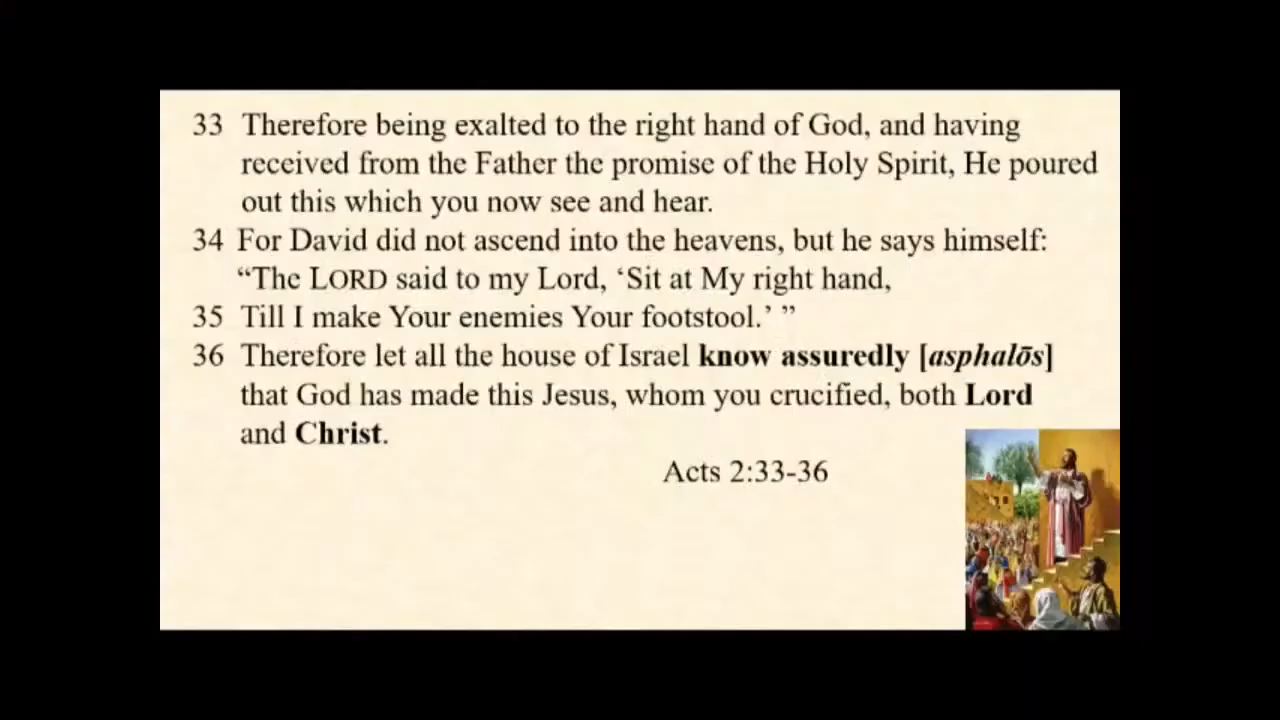 33 Therefore being exalted to the right hand of God, and having
received from the Father the promise of the Holy Spirit, He poured
out this which you now see and hear.
34 For David did not ascend into the heavens, but he says himself:
“The LORD said to my Lord, ‘Sit at My right hand,
35 Till I make Your enemies Your footstool.’ ”
36 Therefore let all the house of Israel know assuredly [asphalōs]
that God has made this Jesus, whom you crucified, both Lord
and Christ.
Acts 2:33-36